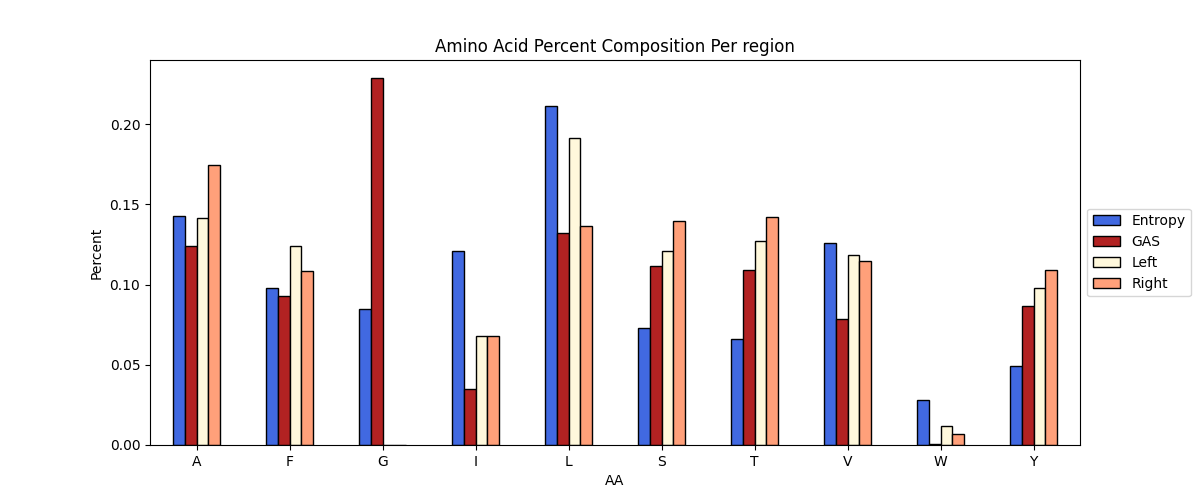 Amino Acid Percent Composition Per region
Percent
0.20
0.15
0.10
0.05
0.00
A F G I L S T V W Y
AA
Entropy
GAS
Left
Right